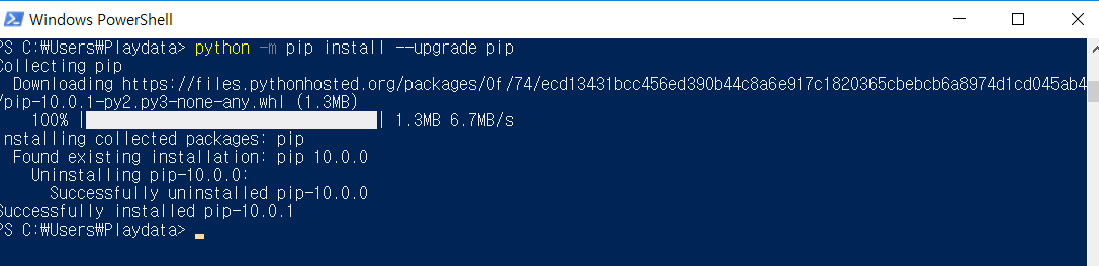 Windows PowerShell
PS C:₩Users₩Playdata> python -m pip install --upgrade pip
Collecting pip
Downloading https://files.pythonhosted.org/packages/0f/74/ecd13431bcc456ed390b44c8a6e917c1820365cbebcb6a8974d1cd045ab4
/pip-10.0.1-py2.py3-none-any.whl (1.3MB)
100% | | 1.3MB 6.7MB/s
Installing collected packages: pip
Found existing installation: pip 10.0.0
Uninstalling pip-10.0.0:
Successfully uninstalled pip-10.0.0
Successfully installed pip-10.0.1
PS C:₩Users₩Playdata>